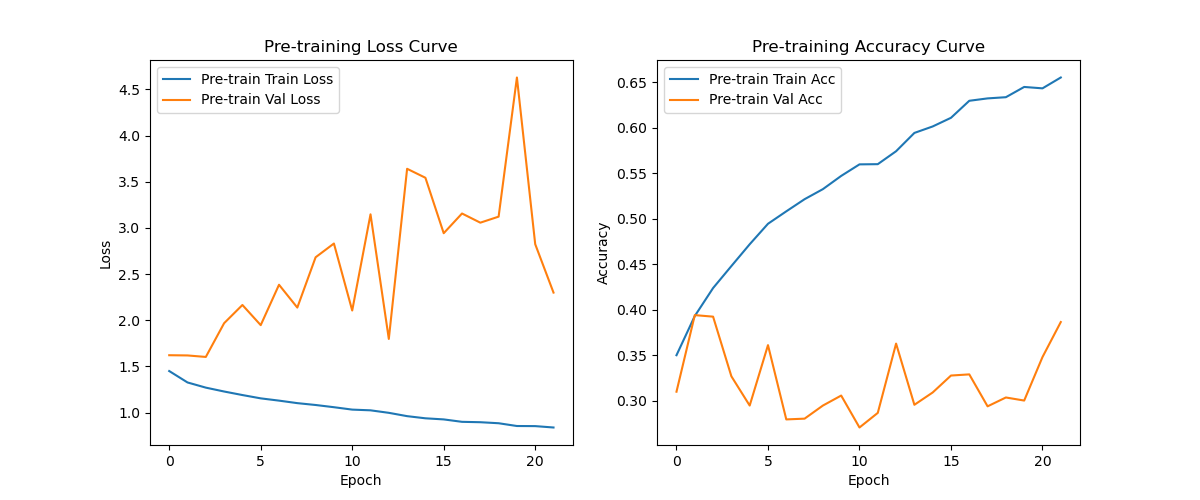 Pre-training Loss Curve
Pre-train Train Loss
Pre-train Val Loss
4.5
4.0
3.5
3.0
2.5
2.0
1.5
1.0
Loss
0 5 10 15 20
Epoch
Pre-training Accuracy Curve
Pre-train Train Acc
Pre-train Val Acc
0.65
0.60
0.55
0.50
0.45
0.40
0.35
0.30
Accuracy
0 5 10 15 20
Epoch